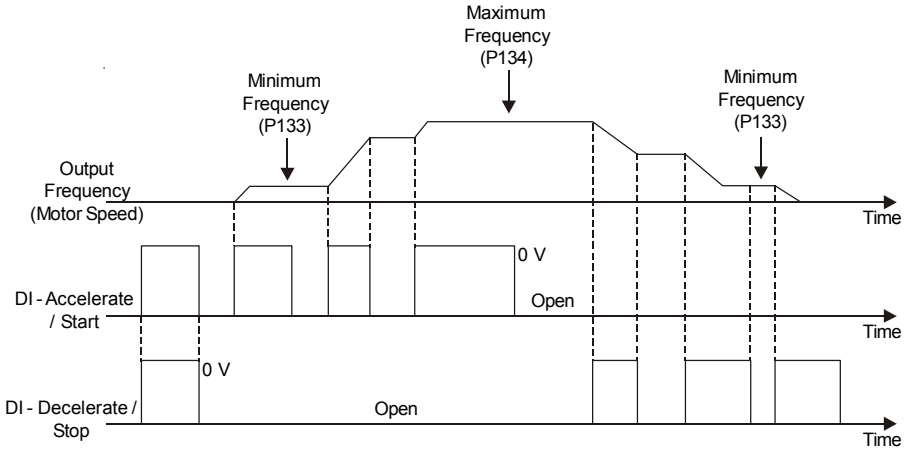 Maximum
Frequency
(P134)
Minimum
Frequency
(P133)
Minimum
Frequency
(P133)
Output
Frequency
(Motor Speed)
Time
0 V
DI - Accelerate
/ Start
Open
Time
0 V
DI - Decelerate /
Stop
Open
Time